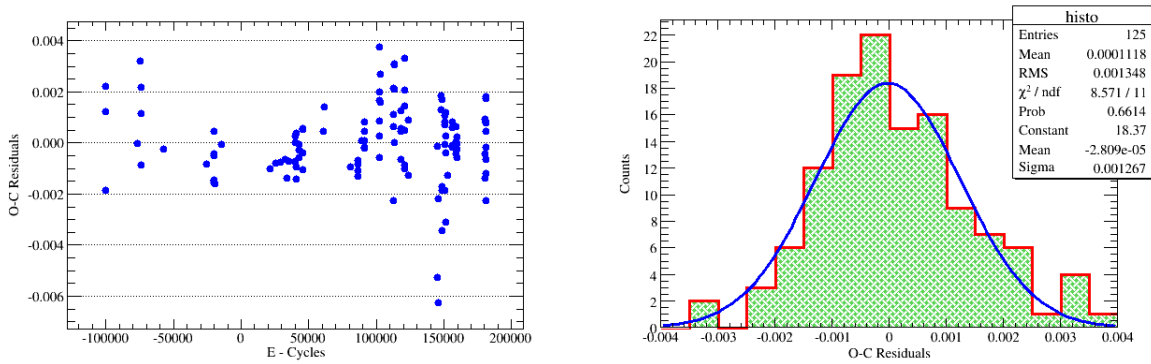 0.004
0.002
0.000
-0.002
-0.004
-0.006
O-C Residuals
-100000 -50000 0 50000 100000 150000 200000
E - Cycles
histo
Entries 125
Mean 0.0001118
RMS 0.001348
χ² / ndf 8.571 / 11
Prob 0.6614
Constant 18.37
Mean -2.809e-05
Sigma 0.001267
22
20
18
16
14
12
10
8
6
4
2
0
Counts
-0.004 -0.003 -0.002 -0.001 0.000 0.001 0.002 0.003 0.004
O-C Residuals